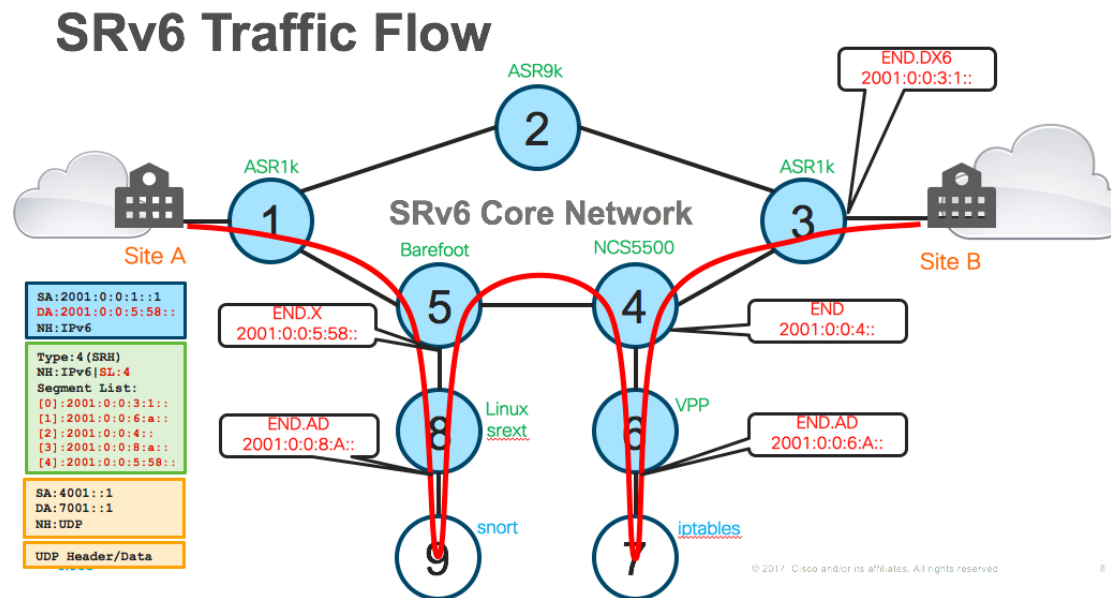 SRv6 Traffic Flow
END.DX6
2001:0:0:3:1::
ASR9k
2
ASR1k
1
ASR1k
3
SRv6 Core Network
Site A
Site B
Barefoot
5
NCS5500
4
SA:2001:0:0:1::1
DA:2001:0:0:5:58::
NH:IPv6
END.X
2001:0:0:5:58::
END
2001:0:0:4::
Type:4(SRH)
NH:IPv6|SL:4
Segment List:
[0]:2001:0:0:3:1::
[1]:2001:0:0:6:a::
[2]:2001:0:0:4::
[3]:2001:0:0:8:a::
[4]:2001:0:0:5:58::
Linux
srext
8
VPP
6
END.AD
2001:0:0:8:A::
END.AD
2001:0:0:6:A::
SA:4001::1
DA:7001::1
NH:UDP
snort
9
iptables
7
UDP Header/Data
© 2017 Cisco and/or its affiliates. All rights reserved
8